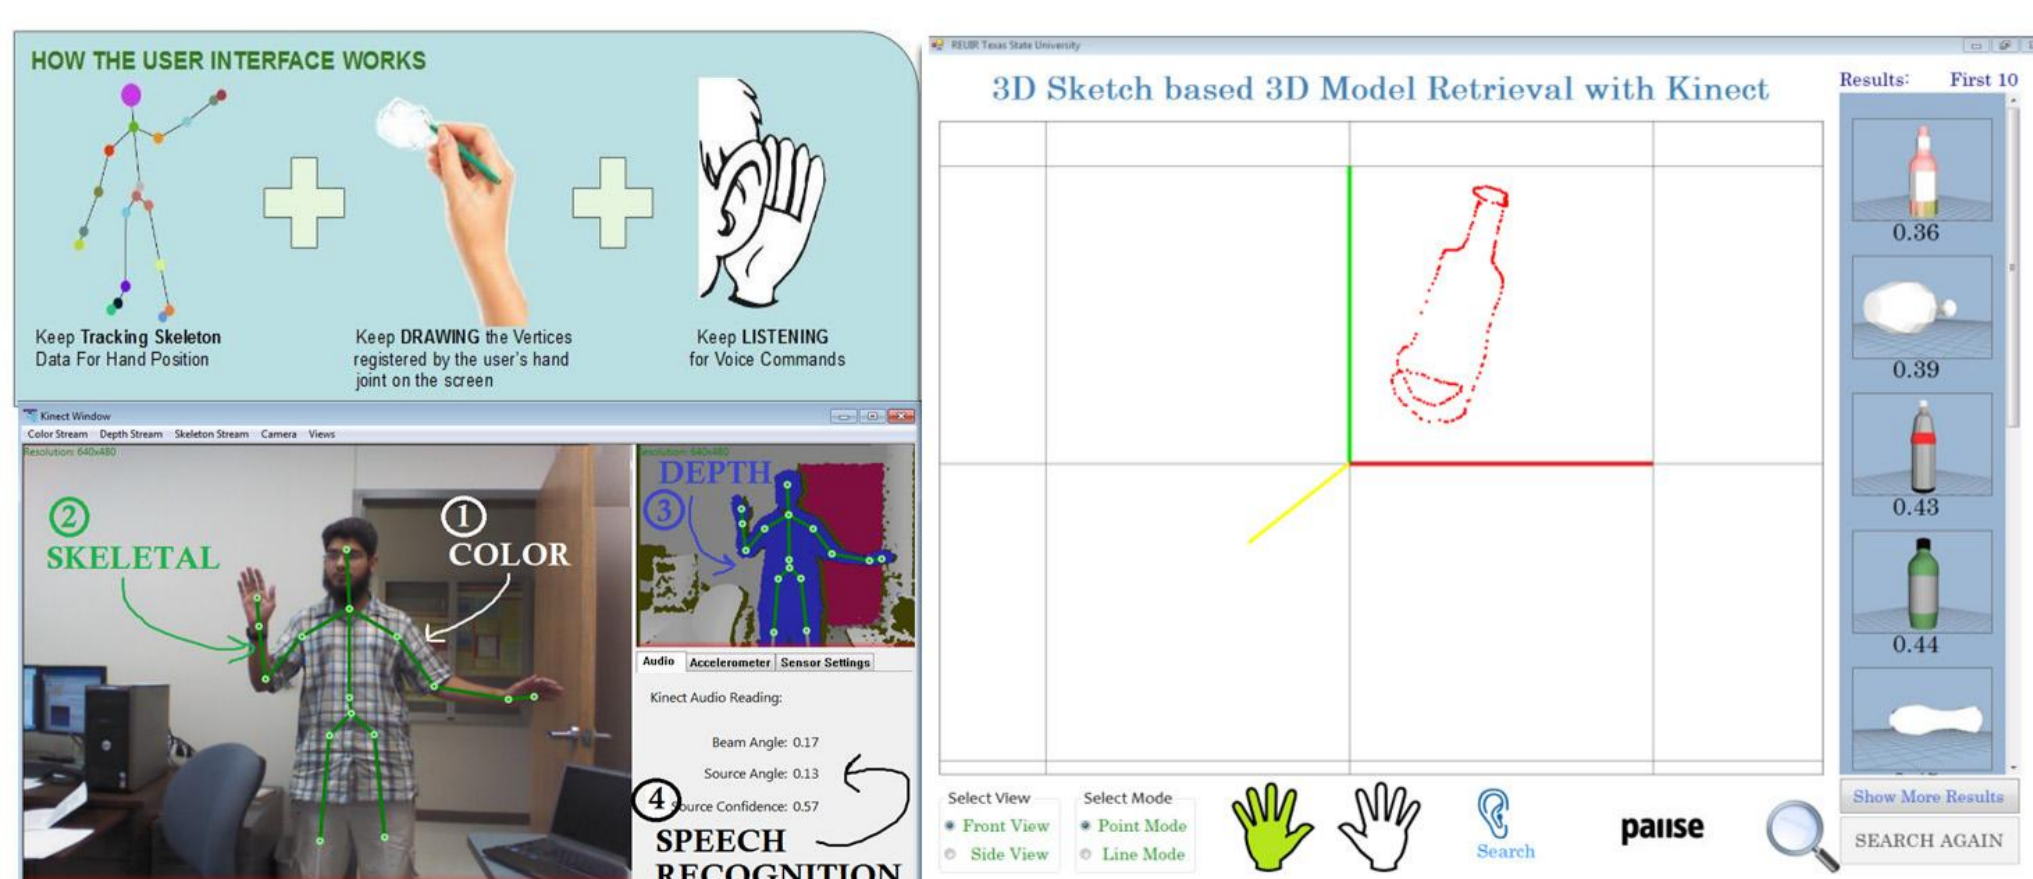 HOW THE USER INTERFACE WORKS
Keep Tracking Skeleton
Data For Hand Position
Keep DRAWING the Vertices
registered by the user's hand
joint on the screen
Keep LISTENING
for Voice Commands
Kinect Window
Color Stream Depth Stream Skeleton Stream Camera Views
Resolution: 640x480
2
SKELETAL
1
COLOR
Resolution: 640x480
DEPTH
3
Audio Accelerometer Sensor Settings
Kinect Audio Reading:
Beam Angle: 0.17
Source Angle: 0.13
4
Source Confidence: 0.57
SPEECH
RECOGNITION
REUIR Texas State University
3D Sketch based 3D Model Retrieval with Kinect
Results: First 10
0.36
0.39
0.43
0.44
Select View
Front View
Side View
Select Mode
Point Mode
Line Mode
Search
pause
Show More Results
SEARCH AGAIN